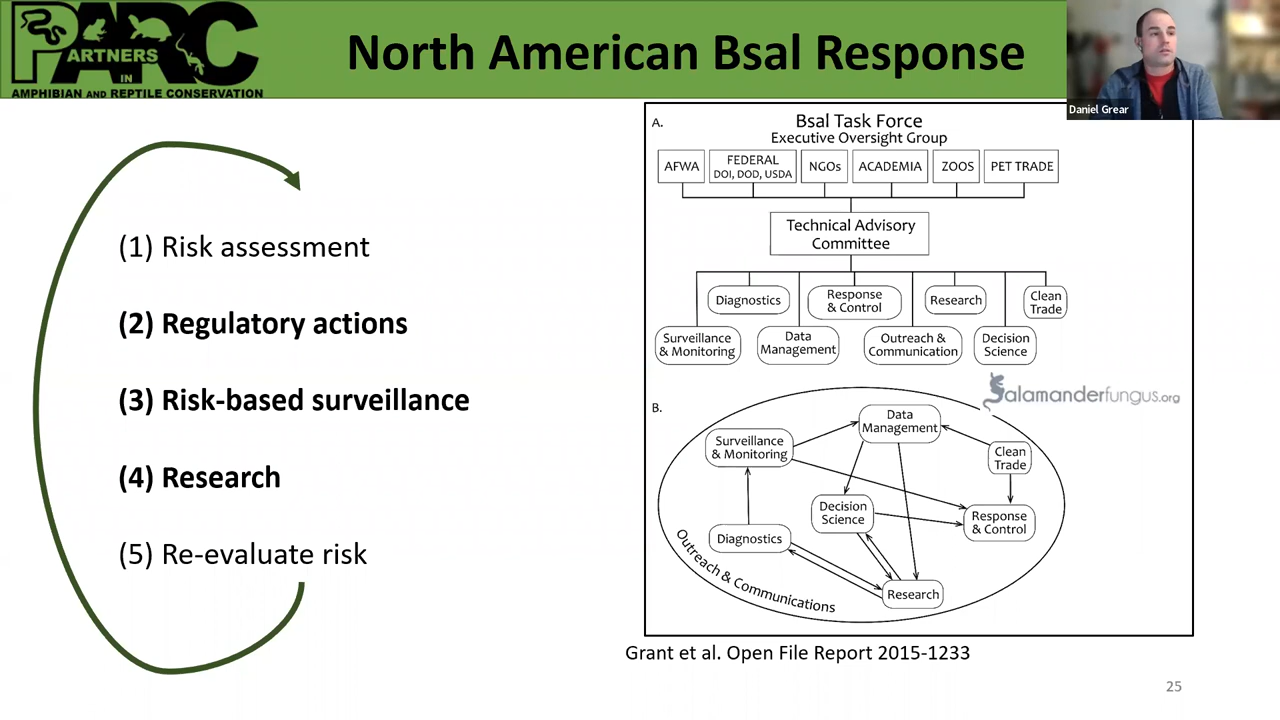 PARC
PARTNERS
IN
AMPHIBIAN AND REPTILE CONSERVATION
North American Bsal Response
Daniel Grear
(1) Risk assessment
(2) Regulatory actions
(3) Risk-based surveillance
(4) Research
(5) Re-evaluate risk
A.
Bsal Task Force
Executive Oversight Group
AFWA
FEDERAL
DOI, DOD, USDA
NGOs
ACADEMIA
ZOOS
PET TRADE
Technical Advisory
Committee
Diagnostics
Response
& Control
Research
Clean
Trade
Surveillance
& Monitoring
Data
Management
Outreach &
Communication
Decision
Science
Salamanderfungus.org
B.
Data
Management
Surveillance
& Monitoring
Clean
Trade
Decision
Science
Response
& Control
Diagnostics
Research
Outreach & Communications
Grant et al. Open File Report 2015-1233
25